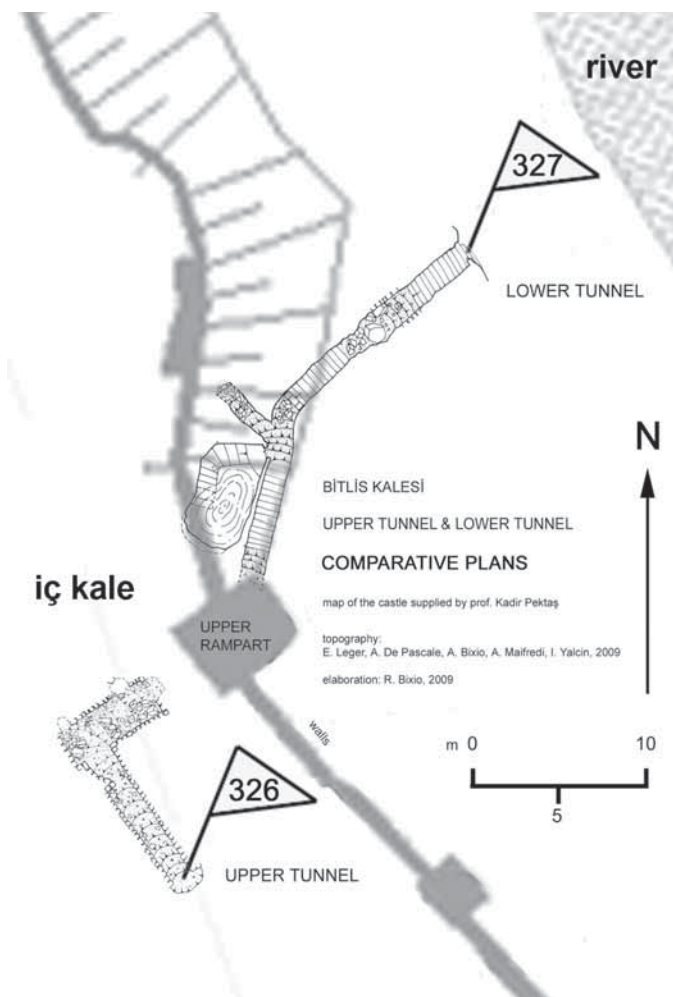 river
327
LOWER TUNNEL
N
BİTLİS KALESİ
UPPER TUNNEL & LOWER TUNNEL
COMPARATIVE PLANS
map of the castle supplied by prof. Kadir Pektaş
topography:
E. Leger, A. De Pascale, A. Bixio, A. Maifredi, I. Yalcin, 2009
elaboration: R. Bixio, 2009
iç kale
UPPER
RAMPART
walls
m 0 10
5
326
UPPER TUNNEL